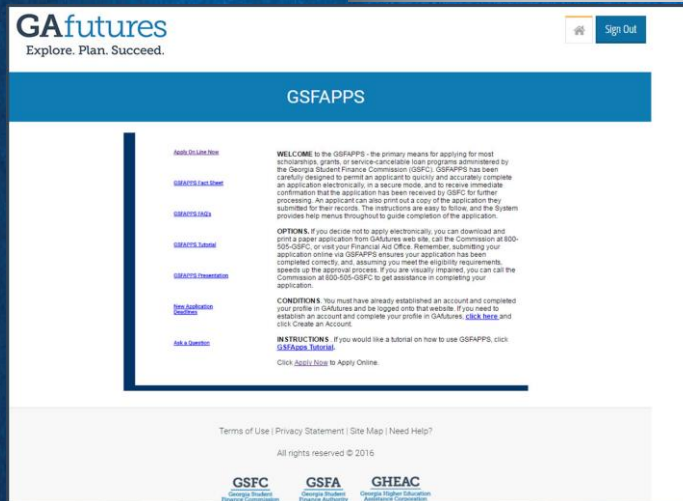 GAfutures
Explore. Plan. Succeed.
Sign Out
GSFAPPS
Apply On Line Now
GSFAPPS Fact Sheet
GSFAPPS FAQ's
GSFAPPS Tutorial
GSFAPPS Presentation
New Application
Deadlines
Ask a Question
WELCOME to the GSFAPPS - the primary means for applying for most
scholarships, grants, or service-cancelable loan programs administered by
the Georgia Student Finance Commission (GSFC). GSFAPPS has been
carefully designed to permit an applicant to quickly and accurately complete
an application electronically, in a secure mode, and to receive immediate
confirmation that the application has been received by GSFC for further
processing. An applicant can also print out a copy of the application they
submitted for their records. The instructions are easy to follow, and the System
provides help menus throughout to guide completion of the application.
OPTIONS. If you decide not to apply electronically, you can download and
print a paper application from GAfutures web site, call the Commission at 800-
505-GSFC, or visit your Financial Aid Office. Remember, submitting your
application online via GSFAPPS ensures your application has been
completed correctly, and, assuming you meet the eligibility requirements,
speeds up the approval process. If you are visually impaired, you can call the
Commission at 800-505-GSFC to get assistance in completing your
application.
CONDITIONS. You must have already established an account and completed
your profile in GAfutures and be logged onto that website. If you need to
establish an account and complete your profile in GAfutures, click here and
click Create an Account.
INSTRUCTIONS . If you would like a tutorial on how to use GSFAPPS, click
GSFApps Tutorial.
Click Apply Now to Apply Online.
Terms of Use | Privacy Statement | Site Map | Need Help?
All rights reserved © 2016
GSFC
Georgia Student
Finance Commission
GSFA
Georgia Student
Finance Authority
GHEAC
Georgia Higher Education
Assistance Corporation